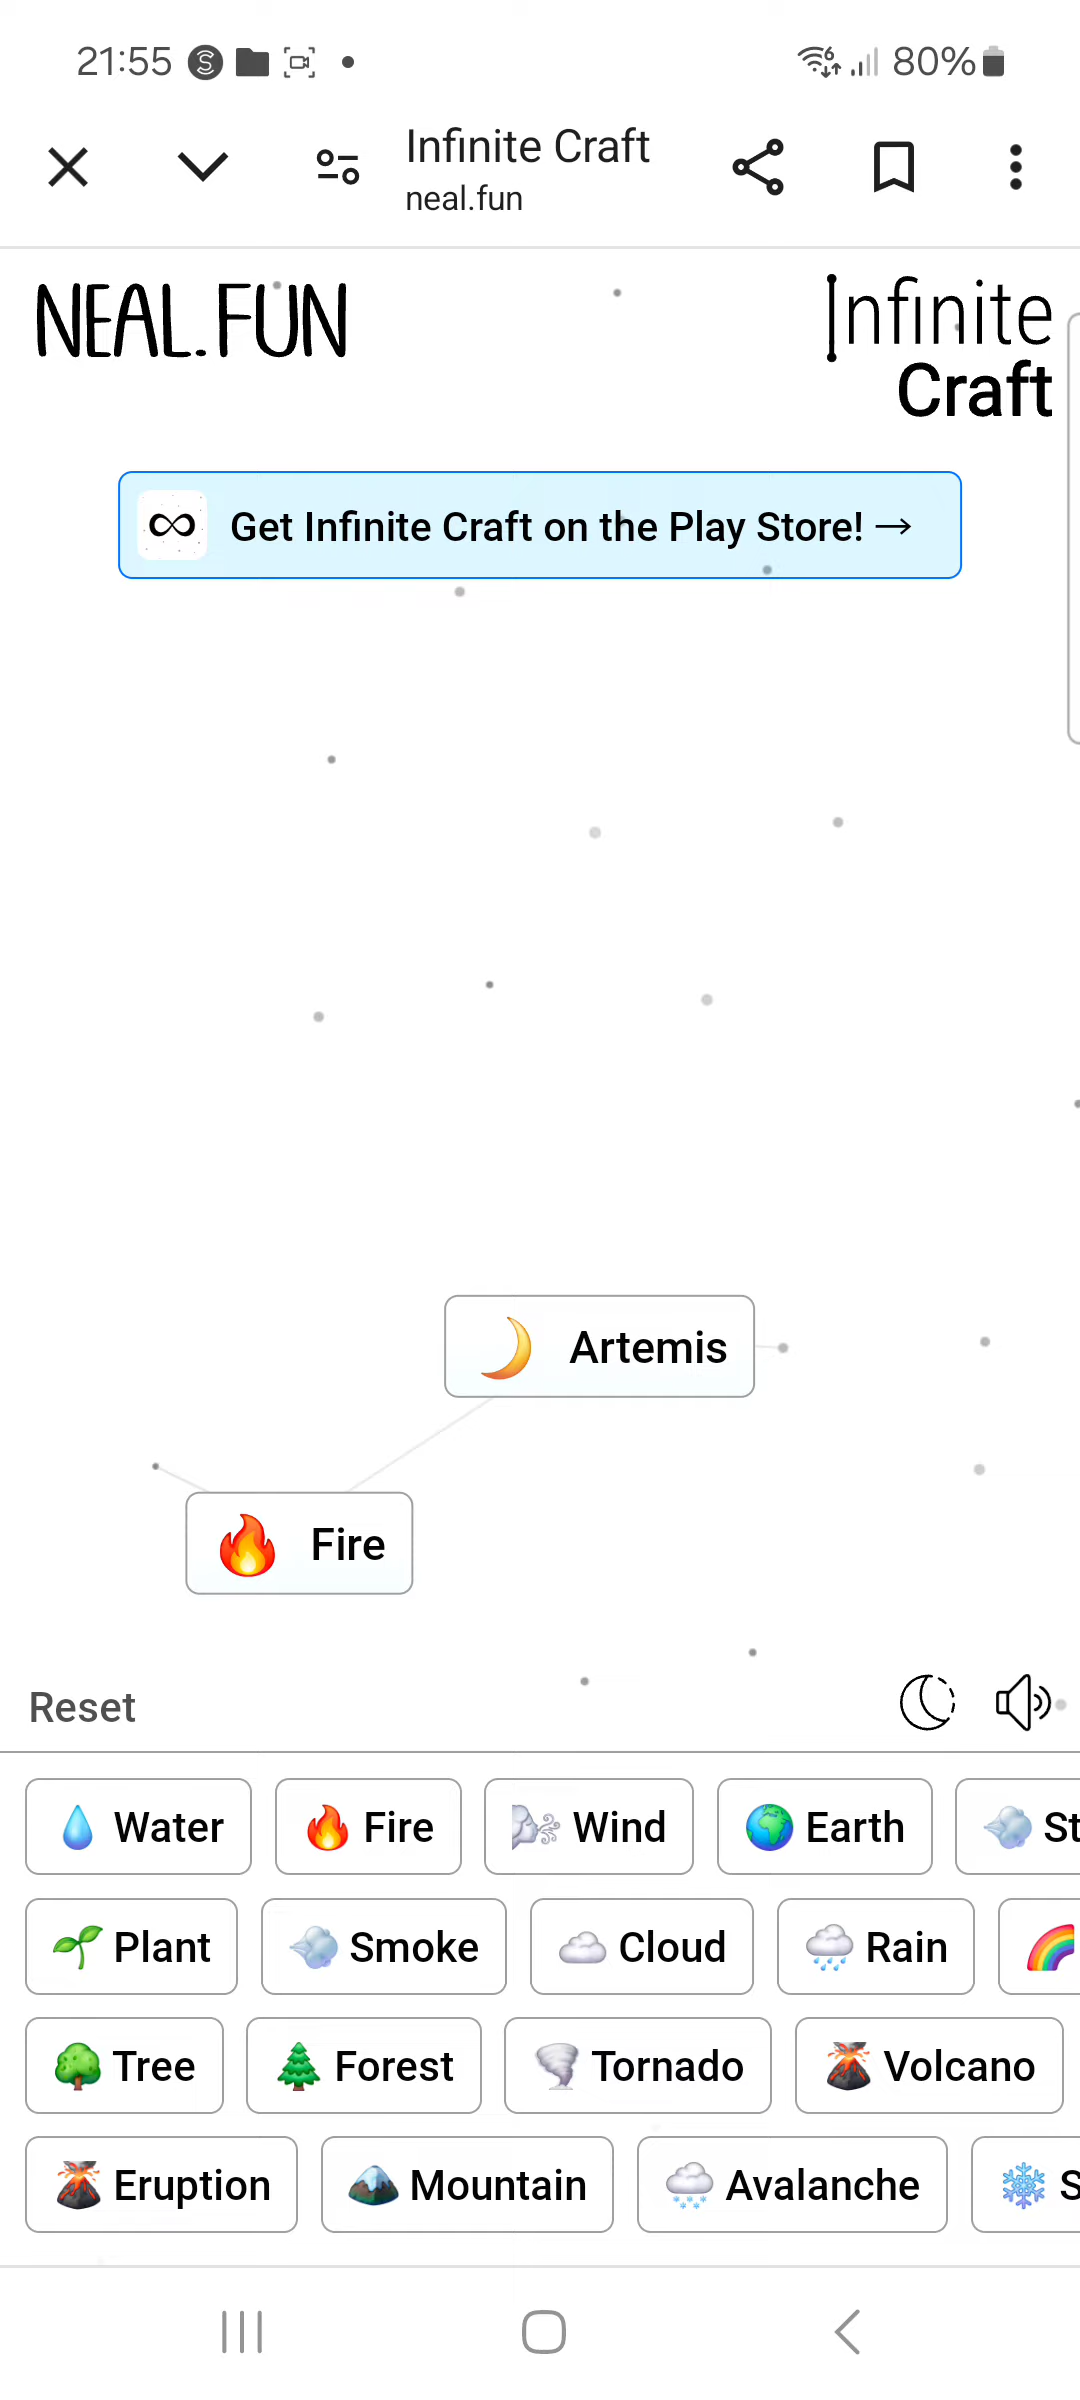 21:55
80%
Infinite Craft
neal.fun
NEAL.FUN
Infinite
Craft
Get Infinite Craft on the Play Store! →
Artemis
Fire
Reset
Water Fire Wind Earth St
Plant Smoke Cloud Rain
Tree Forest Tornado Volcano
Eruption Mountain Avalanche S